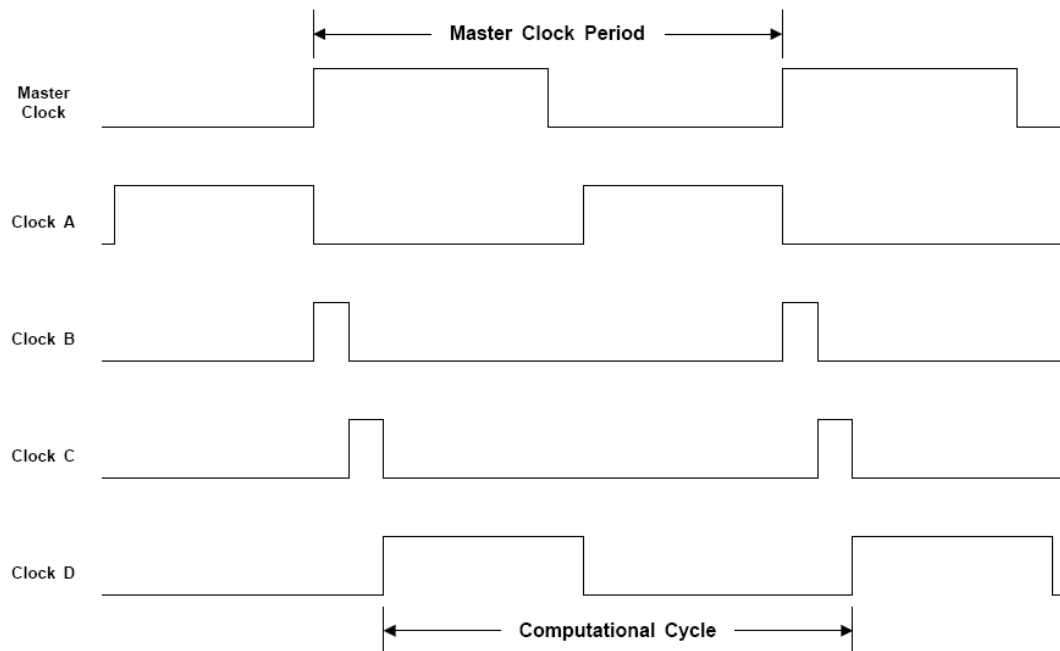 Master Clock Period
Master
Clock
Clock A
Clock B
Clock C
Clock D
Computational Cycle